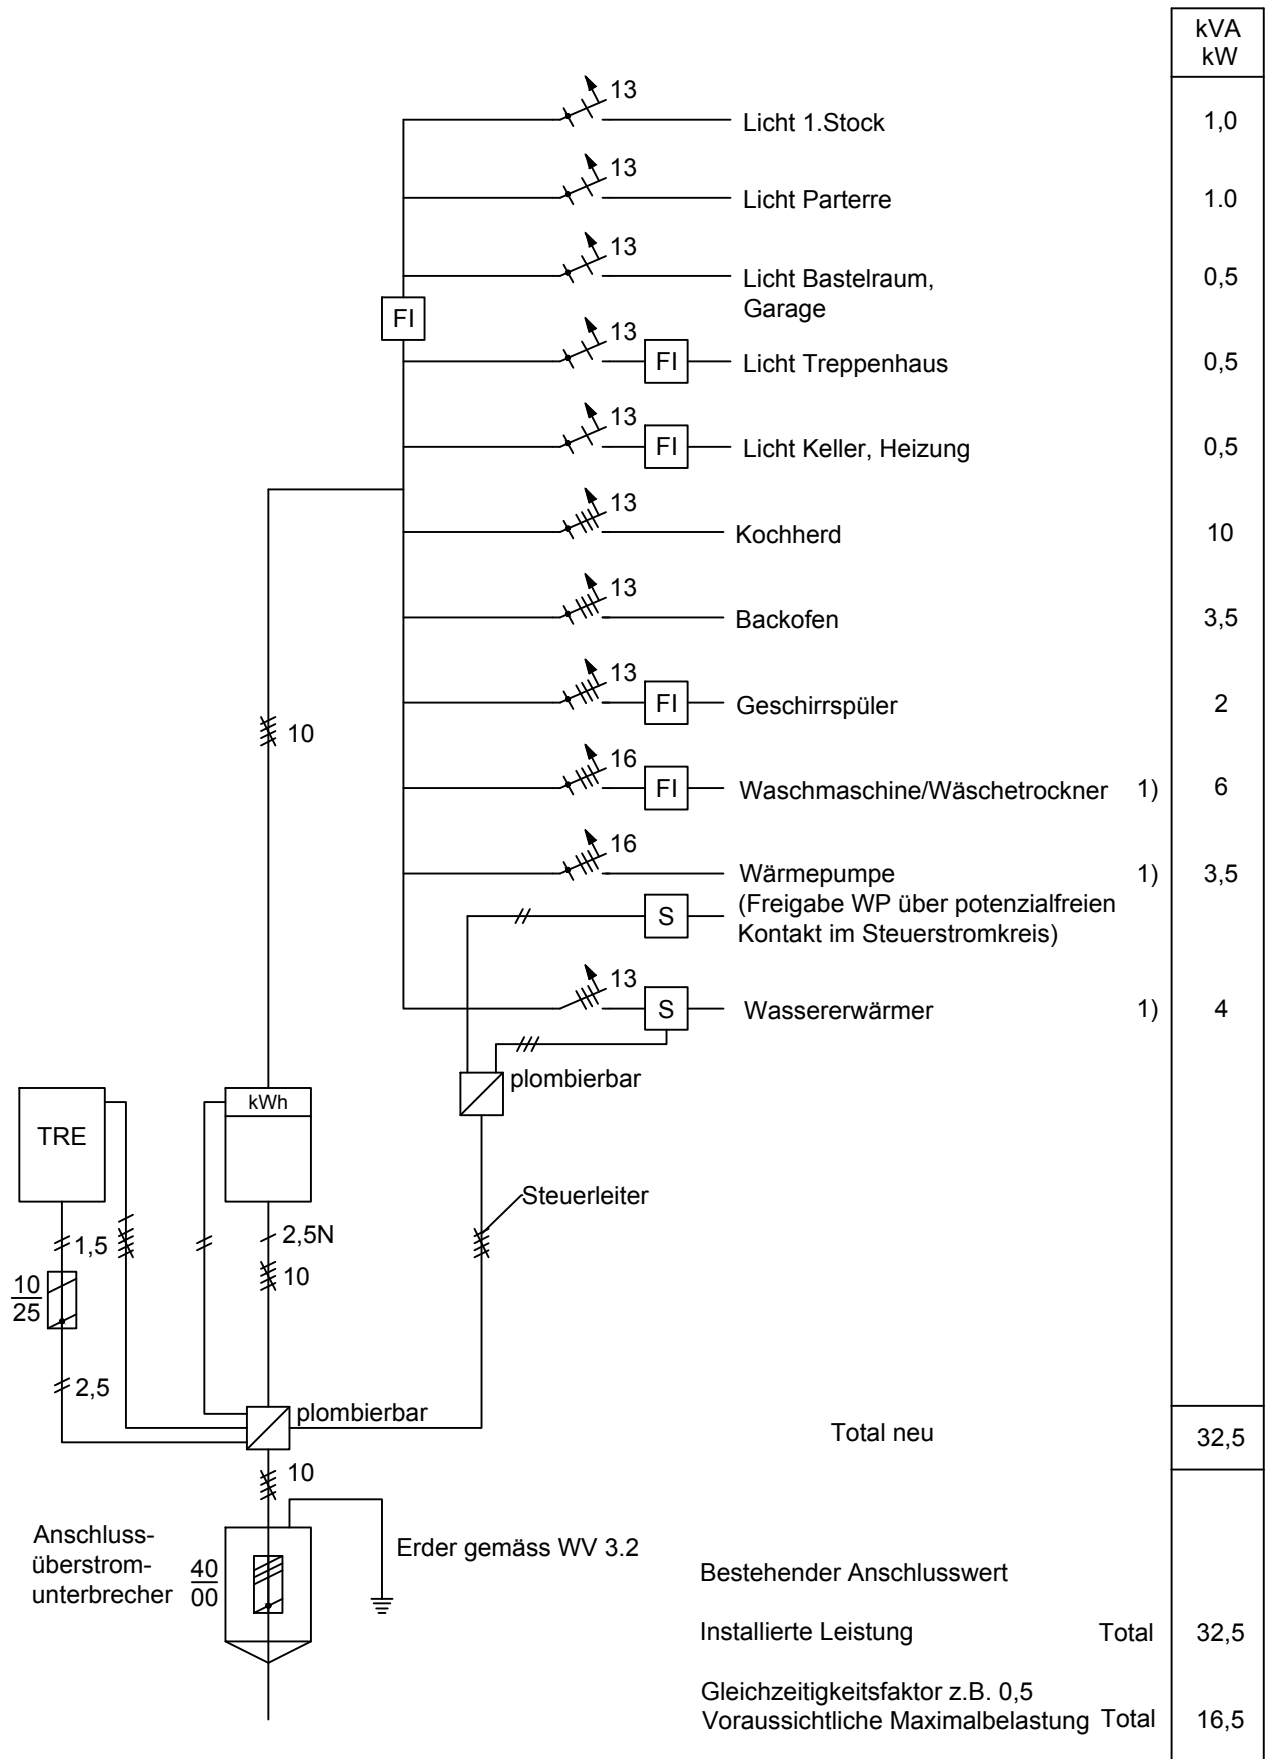 kVA
kW
13
Licht 1.Stock 1,0
13
Licht Parterre 1.0
13
Licht Bastelraum, 0,5
Garage
FI
13
FI Licht Treppenhaus 0,5
13
FI Licht Keller, Heizung 0,5
13
Kochherd 10
13
Backofen 3,5
13
FI Geschirrspüler 2
10
16
FI Waschmaschine/Wäschetrockner 1) 6
16
Wärmepumpe 1) 3,5
(Freigabe WP über potenzialfreien
S
Kontakt im Steuerstromkreis)
13
S Wassererwärmer 1) 4
plombierbar
kWh
TRE
Steuerleiter
2,5N
1,5
10
10
25
2,5
plombierbar
Total neu 32,5
10
Anschluss-
überstrom-
unterbrecher
40
00
Erder gemäss WV 3.2
Bestehender Anschlusswert
Installierte Leistung Total 32,5
Gleichzeitigkeitsfaktor z.B. 0,5
Voraussichtliche Maximalbelastung Total 16,5